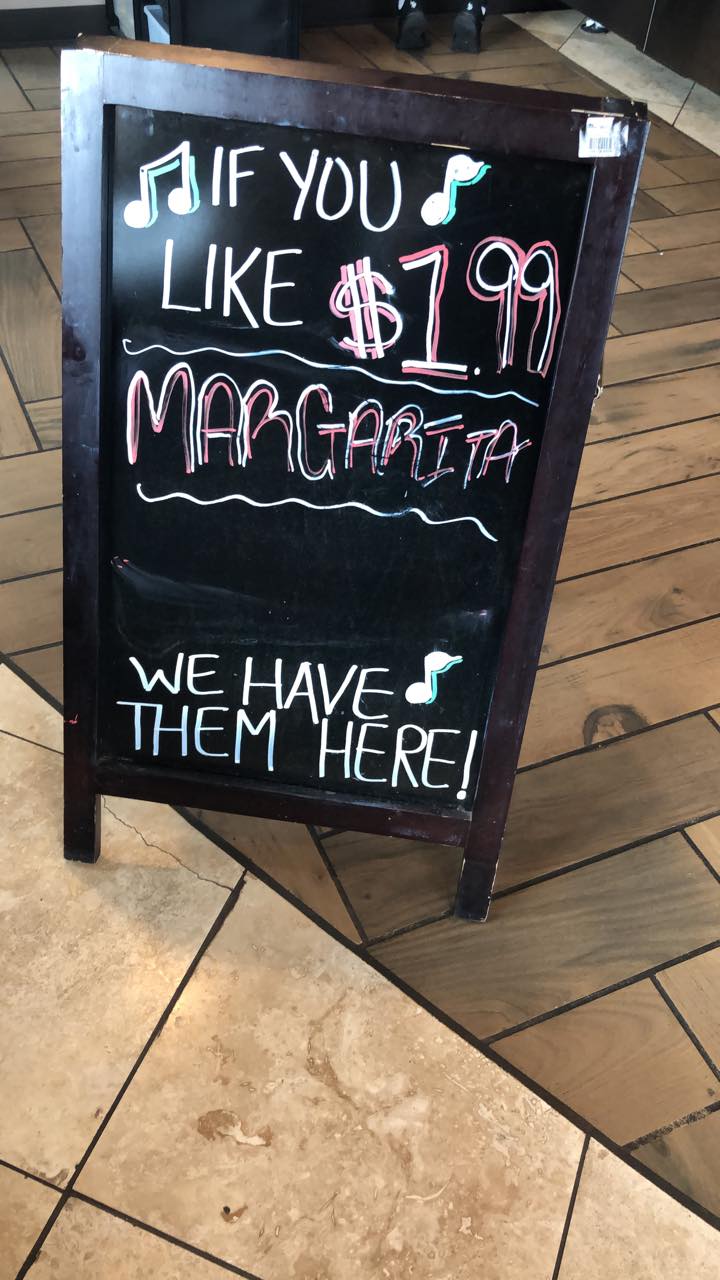 IF YOU
LIKE $1.99
MARGARITA
WE HAVE
THEM HERE!